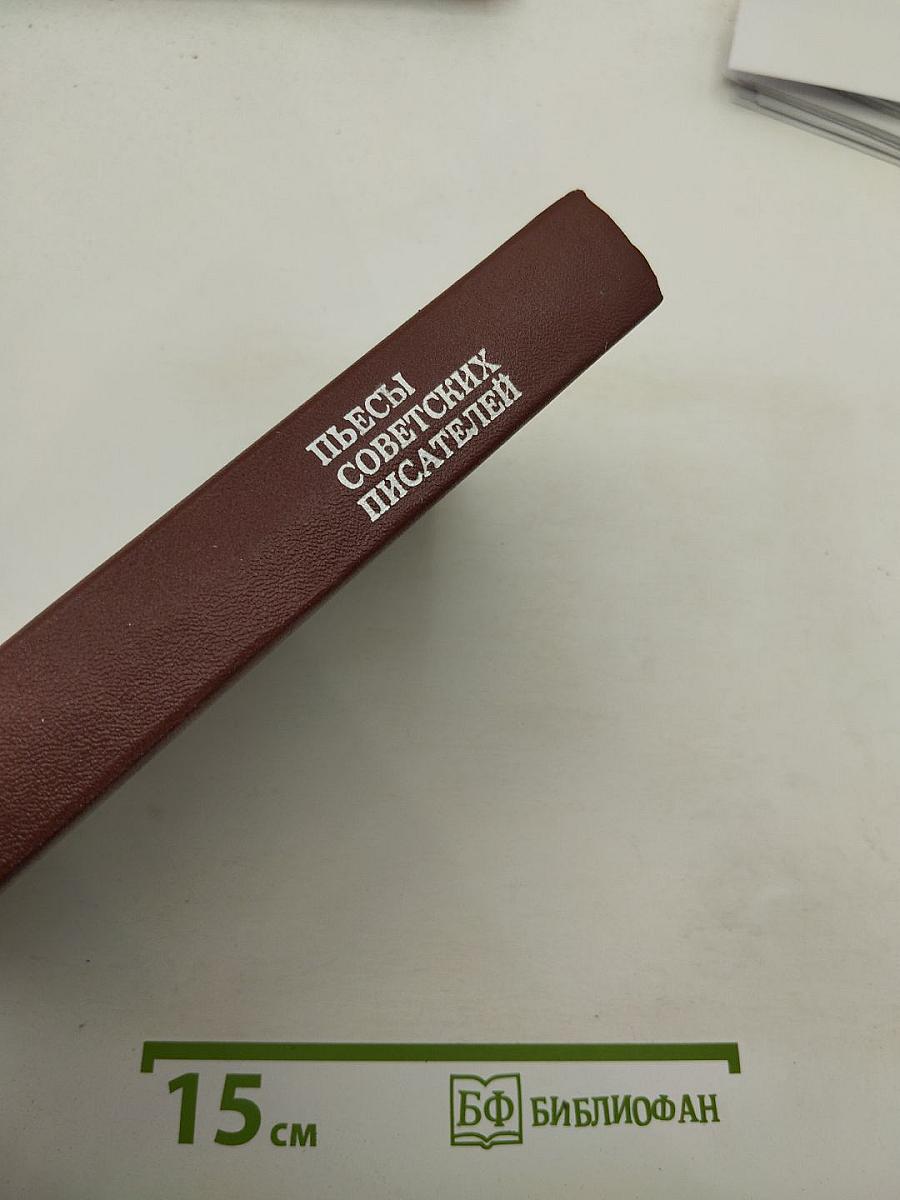 ПЬЕСЫ
СОВЕТСКИХ
ПИСАТЕЛЕЙ
15 см
БФ БИБЛИОФАН